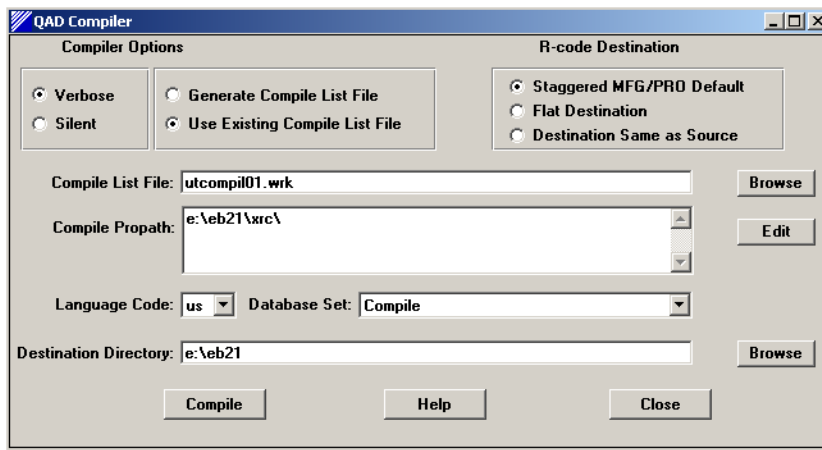 QAD Compiler
Compiler Options
R-code Destination
Verbose
Silent
Generate Compile List File
Use Existing Compile List File
Staggered MFG/PRO Default
Flat Destination
Destination Same as Source
Compile List File: utcompil01.wrk Browse
Compile Propath: e:\eb21\xrc\ Edit
Language Code: us Database Set: Compile
Destination Directory: e:\eb21 Browse
Compile Help Close